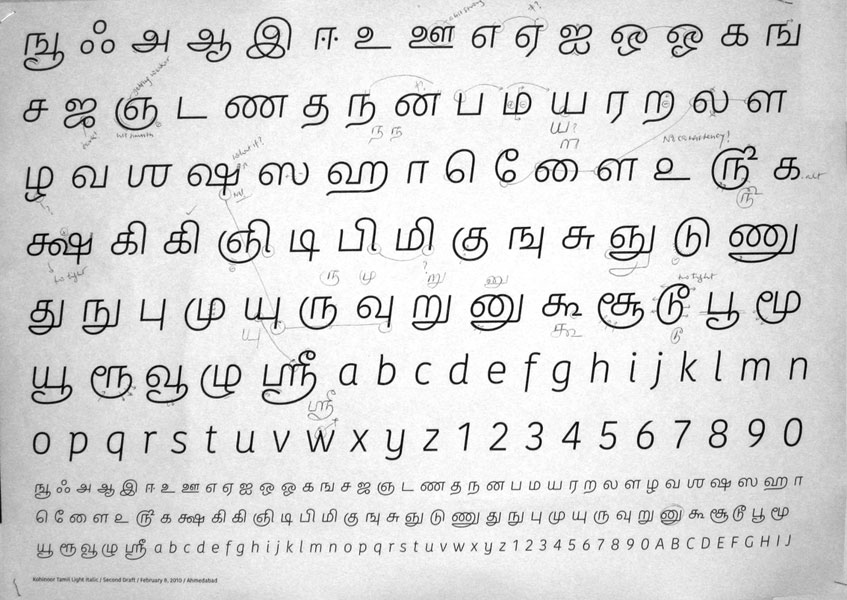 ஙூ ஃ அ ஆ இ ஈ உ ஊ எ ஏ ஐ ஒ ஓ க ங
ச ஜ ஞ ட ண த ந ன ப ம ய ர ற ல ள
ழ வ ஶ ஷ ஸ ஹ ா ெ ே ை உ ௹ க
க்ஷ கி கி ஞி டி பி மி கு ஙு சு ஞு டு ணு
து நு பு மு யு ரு வு று னு கூ சூ டூ பூ மூ
யூ ரூ வூ ழு ஸ்ரீ a b c d e f g h i j k l m n
o p q r s t u v w x y z 1 2 3 4 5 6 7 8 9 0
ஙூ ஃ அ ஆ இ ஈ உ ஊ எ ஏ ஐ ஒ ஓ க ங ச ஜ ஞ ட ண த ந ன ப ம ய ர ற ல ள ழ வ ஶ ஷ ஸ ஹ ா
ெ ே ை உ ௹ க க்ஷ கி கி ஞி டி பி மி கு ஙு சு ஞு டு ணு து நு பு மு யு ரு வு று னு கூ சூ டூ பூ மூ
யூ ரூ வூ ழு ஸ்ரீ a b c d e f g h i j k l m n o p q r s t u v w x y z 1 2 3 4 5 6 7 8 9 0 A B C D E F G H I J
Kohinoor Tamil Light Italic / Second Draft / February 6, 2010 / Ahmedabad